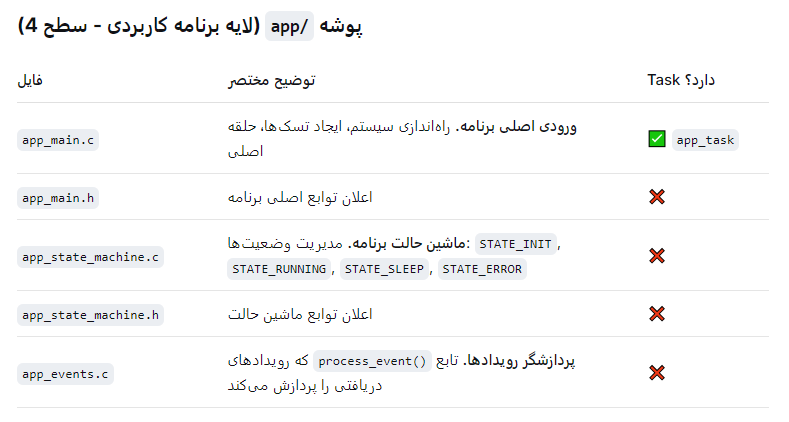 پوشه app/ (لایه برنامه کاربردی - سطح 4)
فایل توضیح مختصر Task دارد؟
app_main.c ورودی اصلی برنامه. راه‌اندازی سیستم، ایجاد تسک‌ها، حلقه ✅ app_task
اصلی
app_main.h اعلان توابع اصلی برنامه ❌
app_state_machine.c ماشین حالت برنامه. مدیریت وضعیت‌ها: STATE_INIT, ❌
STATE_RUNNING, STATE_SLEEP, STATE_ERROR
app_state_machine.h اعلان توابع ماشین حالت ❌
app_events.c پردازشگر رویدادها. تابع process_event() که رویدادهای ❌
دریافتی را پردازش می‌کند